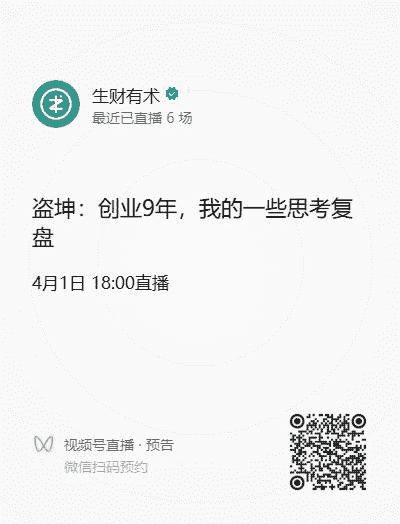 生财有术
最近已直播 6 场
盗坤：创业9年，我的一些思考复
盘
4月1日 18:00直播
视频号直播 · 预告
微信扫码预约